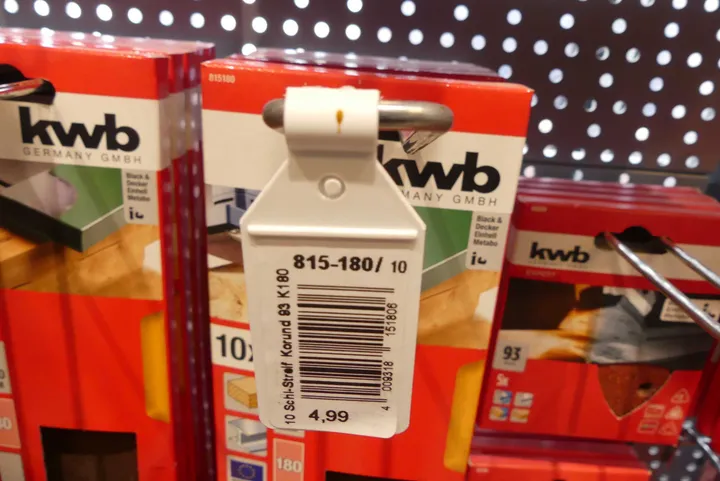 kwb
GERMANY GMBH
Black &
Decker
Einhell
Metabo
815180
kwb
MANY GMBH
Black &
Decker
Einhell
Metabo
815-180/ 10
10 Schl-Streif Korund 93 K180
4 009318 151806
4,99
10x
180
kwb
93
5x